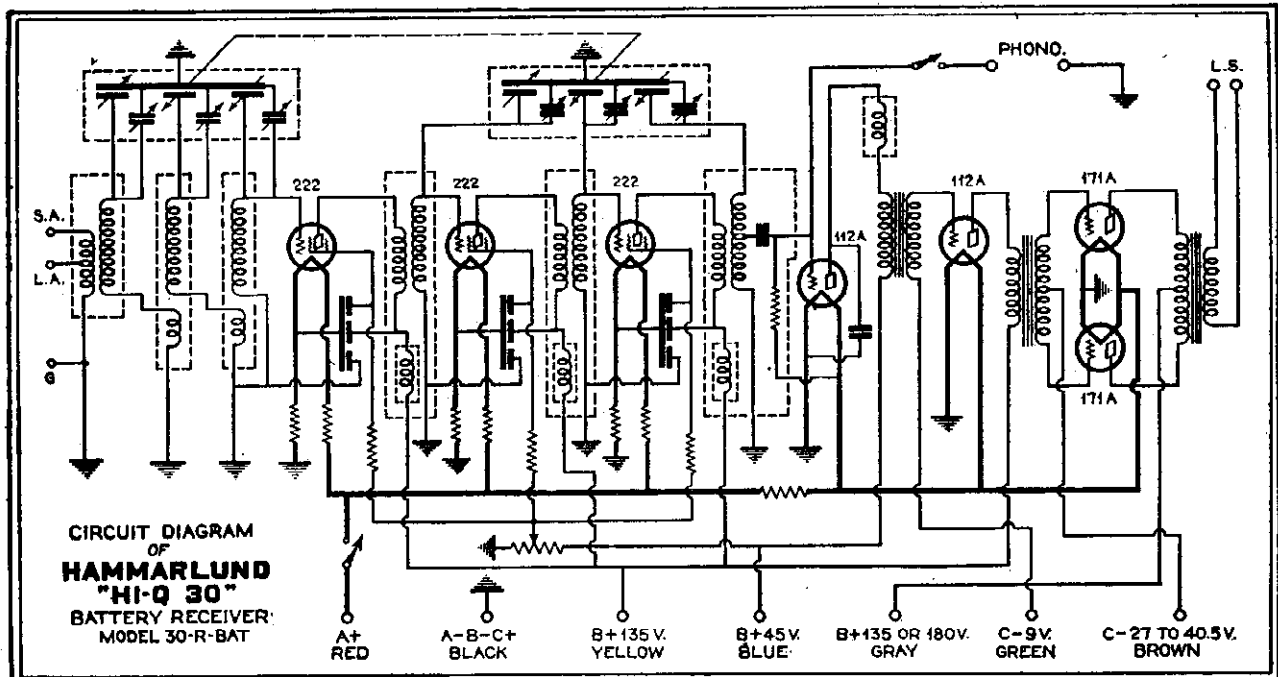 PHONO.
L.S.
S.A.
L.A.
G
222
222
222
112A
112A
171A
171A
CIRCUIT DIAGRAM
OF
HAMMARLUND
"HI-Q 30"
BATTERY RECEIVER
MODEL 30-R-BAT
A+
RED
A-B-C+
BLACK
B+135 V.
YELLOW
B+45 V.
BLUE
B+135 OR 180V.
GRAY
C-9V.
GREEN
C-27 TO 40.5V.
BROWN